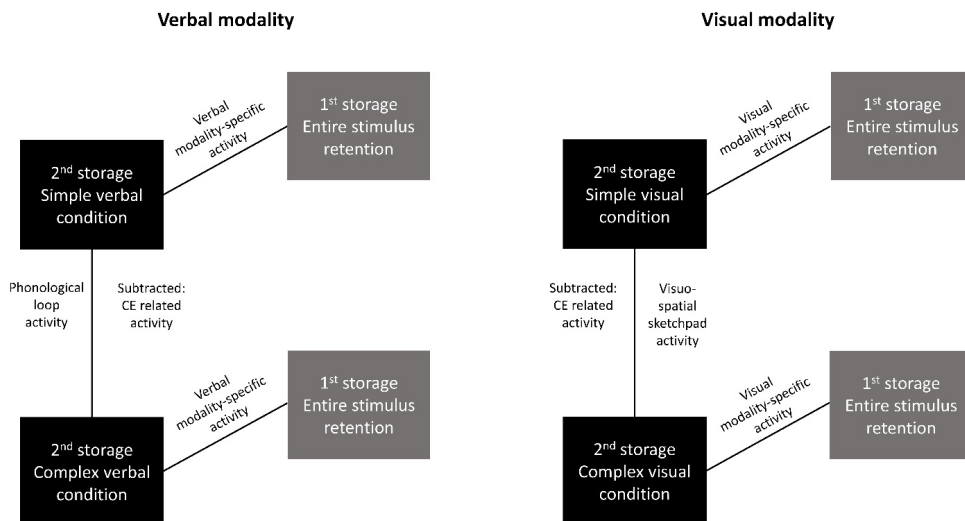 Verbal modality
Verbal
modality-specific
activity
1st storage
Entire stimulus
retention
2nd storage
Simple verbal
condition
Phonological
loop
activity
Subtracted:
CE related
activity
Verbal
modality-specific
activity
1st storage
Entire stimulus
retention
2nd storage
Complex verbal
condition
Visual modality
Visual
modality-specific
activity
1st storage
Entire stimulus
retention
2nd storage
Simple visual
condition
Subtracted:
CE related
activity
Visuo-
spatial
sketchpad
activity
Visual
modality-specific
activity
1st storage
Entire stimulus
retention
2nd storage
Complex visual
condition